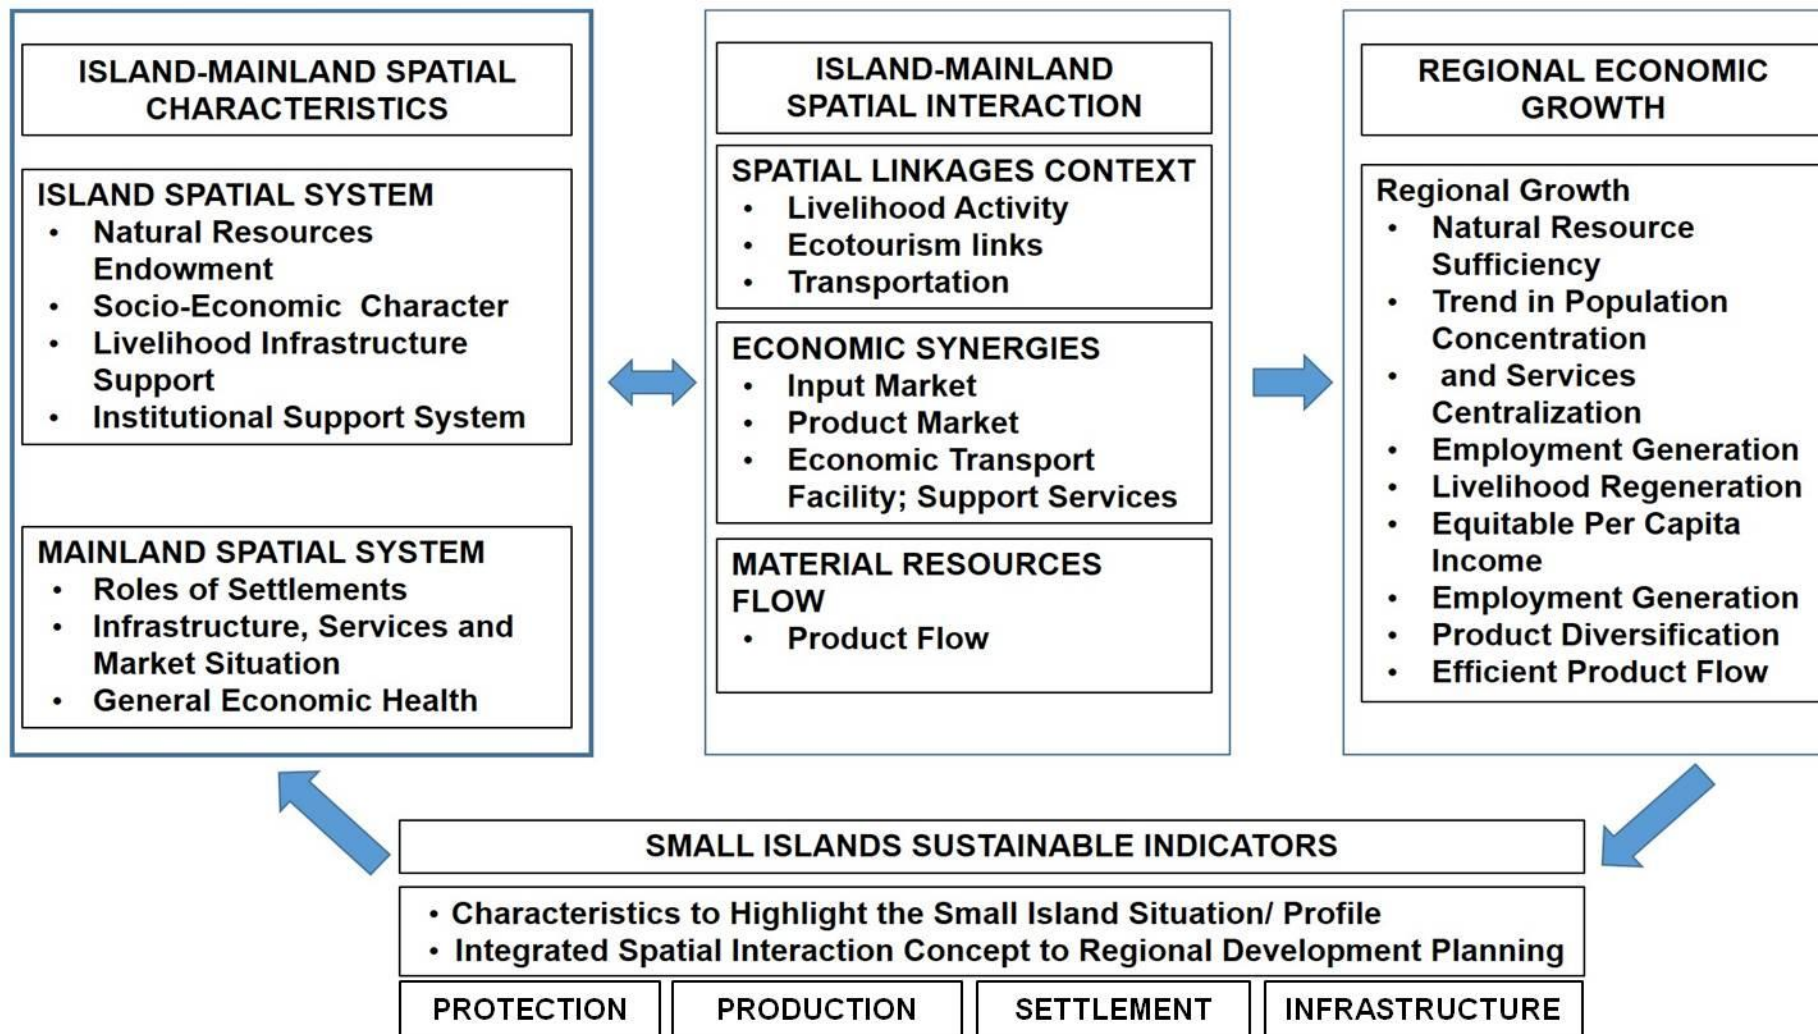 ISLAND-MAINLAND SPATIAL
CHARACTERISTICS
ISLAND SPATIAL SYSTEM
• Natural Resources
Endowment
• Socio-Economic Character
• Livelihood Infrastructure
Support
• Institutional Support System
MAINLAND SPATIAL SYSTEM
• Roles of Settlements
• Infrastructure, Services and
Market Situation
• General Economic Health
ISLAND-MAINLAND
SPATIAL INTERACTION
SPATIAL LINKAGES CONTEXT
• Livelihood Activity
• Ecotourism links
• Transportation
ECONOMIC SYNERGIES
• Input Market
• Product Market
• Economic Transport
Facility; Support Services
MATERIAL RESOURCES
FLOW
• Product Flow
REGIONAL ECONOMIC
GROWTH
Regional Growth
• Natural Resource
Sufficiency
• Trend in Population
Concentration
• and Services
Centralization
• Employment Generation
• Livelihood Regeneration
• Equitable Per Capita
Income
• Employment Generation
• Product Diversification
• Efficient Product Flow
SMALL ISLANDS SUSTAINABLE INDICATORS
• Characteristics to Highlight the Small Island Situation/ Profile
• Integrated Spatial Interaction Concept to Regional Development Planning
PROTECTION
PRODUCTION
SETTLEMENT
INFRASTRUCTURE